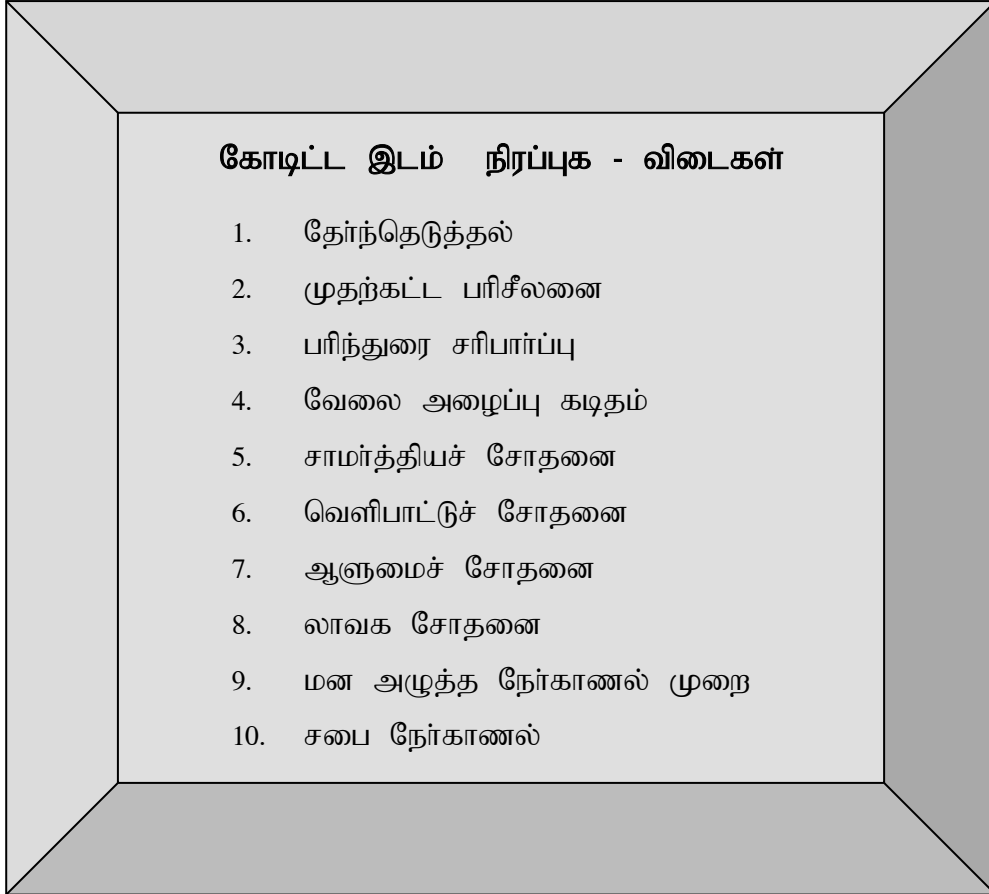 கோடிட்ட இடம் நிரப்புக - விடைகள்
1. தேர்ந்தெடுத்தல்
2. முதற்கட்ட பரிசீலனை
3. பரிந்துரை சரிபார்ப்பு
4. வேலை அழைப்பு கடிதம்
5. சாமர்த்தியச் சோதனை
6. வெளிபாட்டுச் சோதனை
7. ஆளுமைச் சோதனை
8. லாவக சோதனை
9. மன அழுத்த நேர்காணல் முறை
10. சபை நேர்காணல்